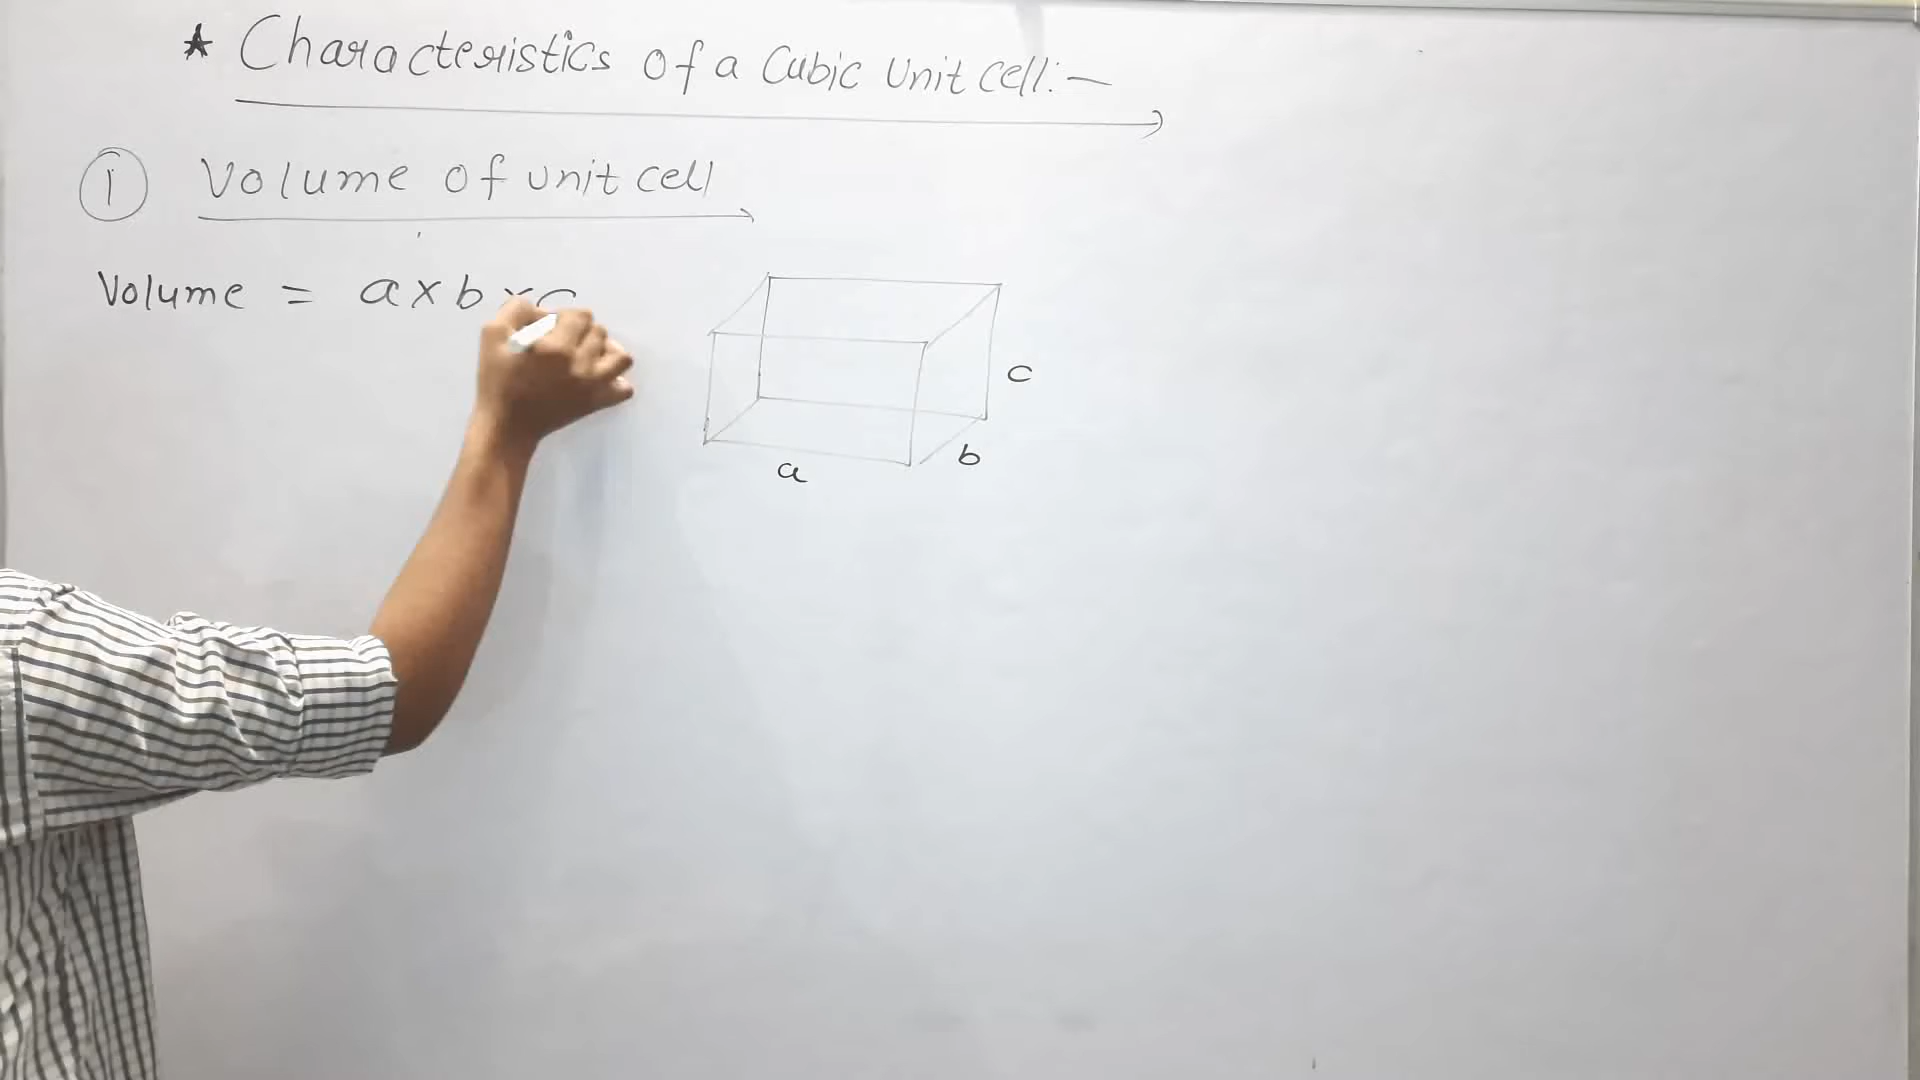 ★ Characteristics of a Cubic Unit cell:-
① Volume of unit cell
Volume = a x b x c
c
b
a